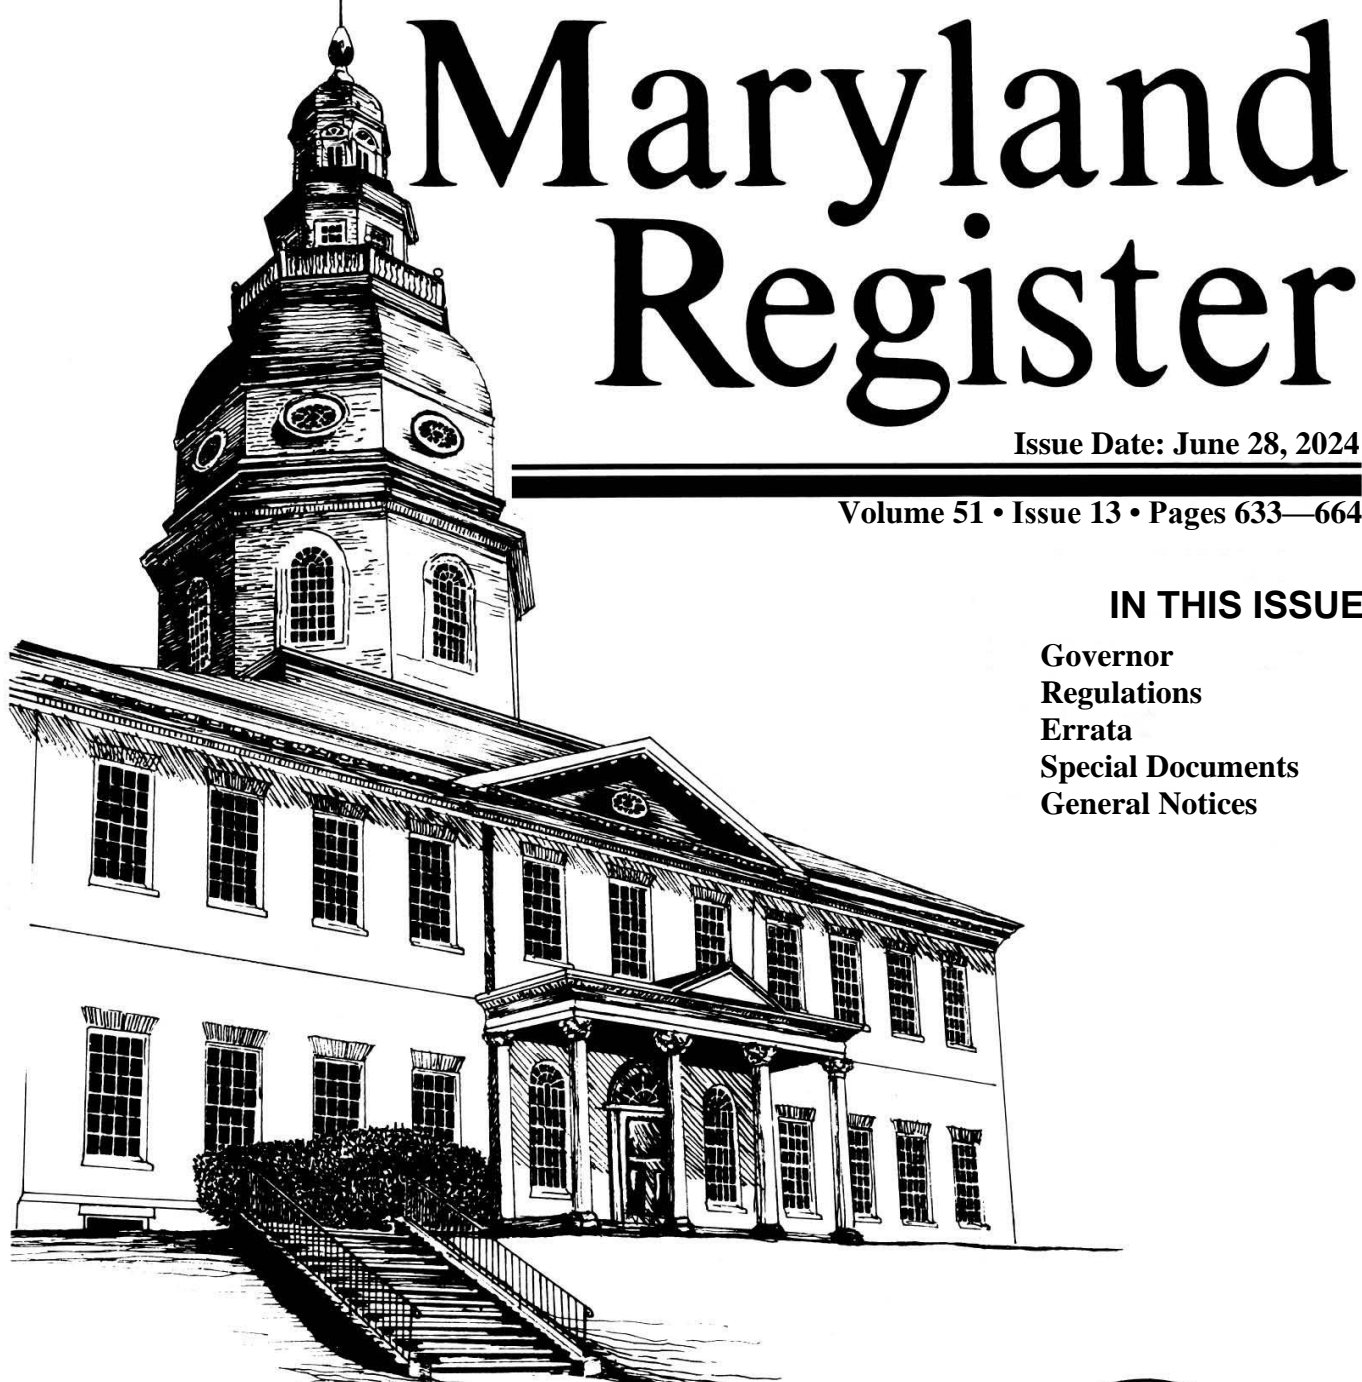 Maryland
Register
Issue Date: June 28, 2024
Volume 51 • Issue 13 • Pages 633—664
IN THIS ISSUE
Governor
Regulations
Errata
Special Documents
General Notices